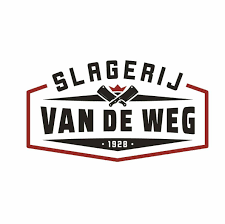 SLAGERIJ
VAN DE WEG
· 1928 ·